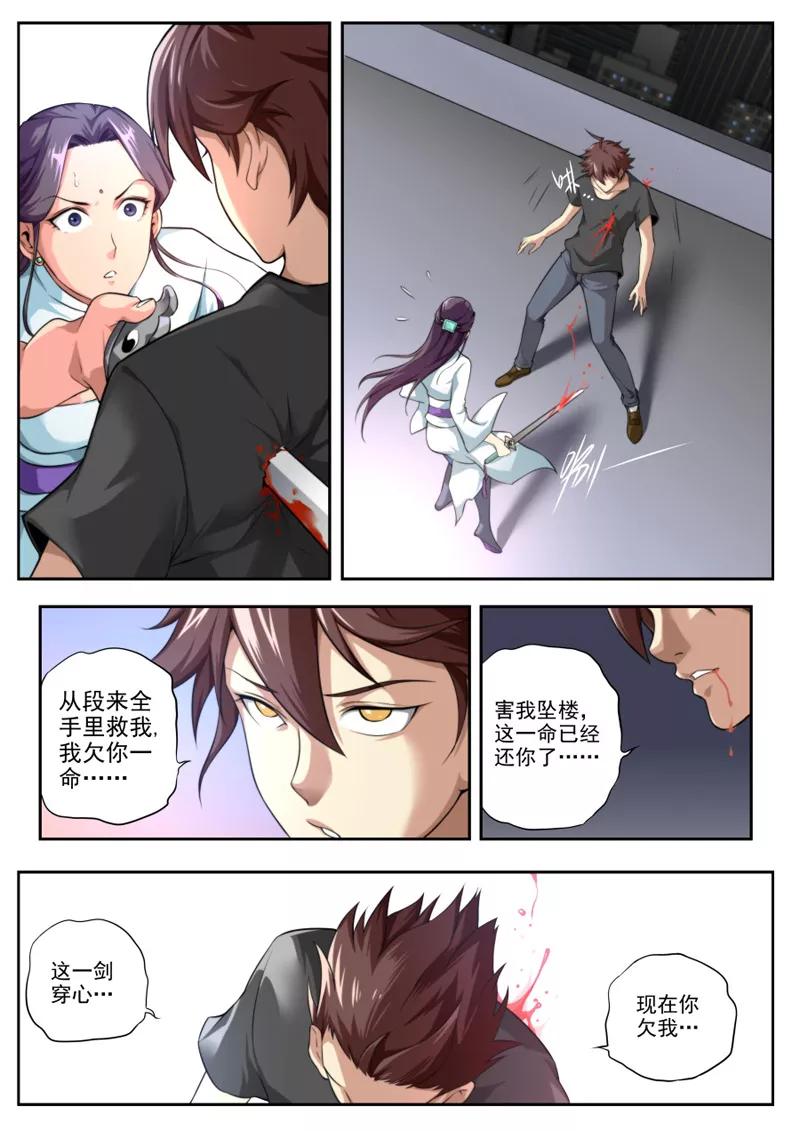 从段来全
手里救我,
我欠你一
命……
害我坠楼,
这一命已经
还你了……
这一剑
穿心…
现在你
欠我…